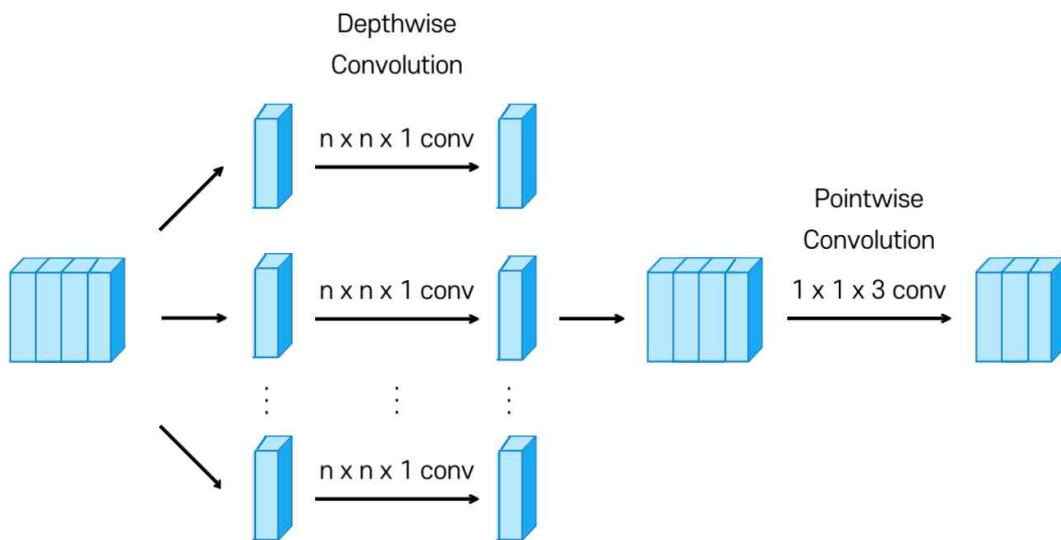 Depthwise
Convolution
n x n x 1 conv
Pointwise
Convolution
n x n x 1 conv
1 x 1 x 3 conv
n x n x 1 conv